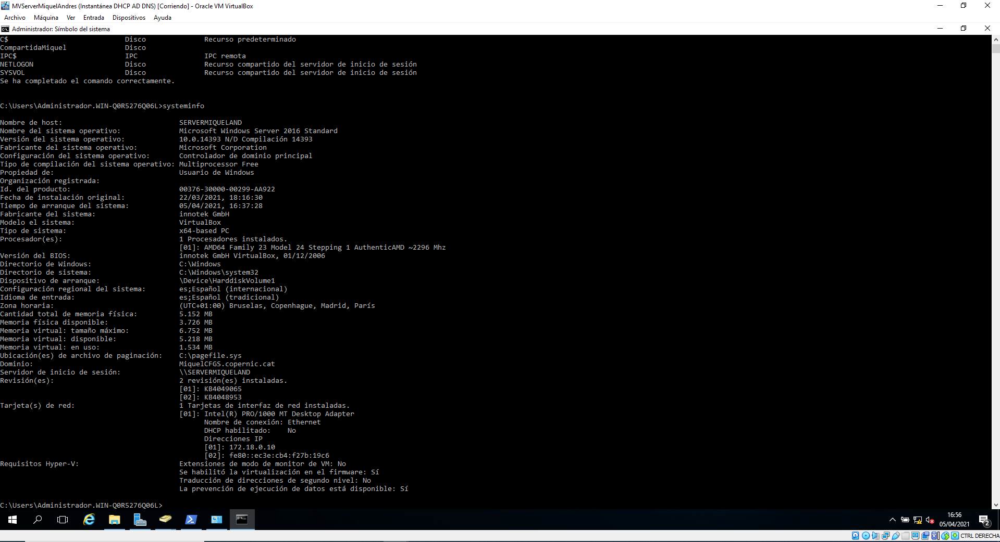 MVServerMiquelAndres (Instantánea DHCP AD DNS) [Corriendo] - Oracle VM VirtualBox
Archivo Máquina Ver Entrada Dispositivos Ayuda
Administrador: Símbolo del sistema
C$ Disco Recurso predeterminado
CompartidaMiquel Disco
IPC$ IPC IPC remota
NETLOGON Disco Recurso compartido del servidor de inicio de sesión
SYSVOL Disco Recurso compartido del servidor de inicio de sesión
Se ha completado el comando correctamente.
C:\Users\Administrador.WIN-Q0R5276Q06L>systeminfo
Nombre de host: SERVERMIQUELAND
Nombre del sistema operativo: Microsoft Windows Server 2016 Standard
Versión del sistema operativo: 10.0.14393 N/D Compilación 14393
Fabricante del sistema operativo: Microsoft Corporation
Configuración del sistema operativo: Controlador de dominio principal
Tipo de compilación del sistema operativo: Multiprocessor Free
Propiedad de: Usuario de Windows
Organización registrada:
Id. del producto: 00376-30000-00299-AA922
Fecha de instalación original: 22/03/2021, 18:16:30
Tiempo de arranque del sistema: 05/04/2021, 16:37:28
Fabricante del sistema: innotek GmbH
Modelo el sistema: VirtualBox
Tipo de sistema: x64-based PC
Procesador(es): 1 Procesadores instalados.
[01]: AMD64 Family 23 Model 24 Stepping 1 AuthenticAMD ~2296 Mhz
Versión del BIOS: innotek GmbH VirtualBox, 01/12/2006
Directorio de Windows: C:\Windows
Directorio de sistema: C:\Windows\system32
Dispositivo de arranque: \Device\HarddiskVolume1
Configuración regional del sistema: es;Español (internacional)
Idioma de entrada: es;Español (tradicional)
Zona horaria: (UTC+01:00) Bruselas, Copenhague, Madrid, París
Cantidad total de memoria física: 5.152 MB
Memoria física disponible: 3.726 MB
Memoria virtual: tamaño máximo: 6.752 MB
Memoria virtual: disponible: 5.218 MB
Memoria virtual: en uso: 1.534 MB
Ubicación(es) de archivo de paginación: C:\pagefile.sys
Dominio: MiquelCFGS.copernic.cat
Servidor de inicio de sesión: \\SERVERMIQUELAND
Revisión(es): 2 revisión(es) instaladas.
[01]: KB4049065
[02]: KB4048953
Tarjeta(s) de red: 1 Tarjetas de interfaz de red instaladas.
[01]: Intel(R) PRO/1000 MT Desktop Adapter
Nombre de conexión: Ethernet
DHCP habilitado: No
Direcciones IP
[01]: 172.18.0.10
[02]: fe80::ec3e:cb4:f27b:19c6
Requisitos Hyper-V: Extensiones de modo de monitor de VM: No
Se habilitó la virtualización en el firmware: Sí
Traducción de direcciones de segundo nivel: No
La prevención de ejecución de datos está disponible: Sí
C:\Users\Administrador.WIN-Q0R5276Q06L>
16:56
05/04/2021
2
CTRL DERECHA